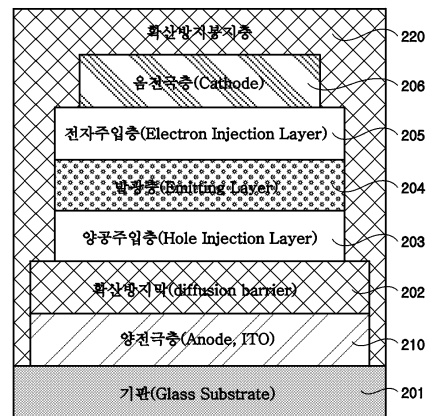 확산방지봉지층 220
음전극층(Cathode) 206
전자주입층(Electron Injection Layer) 205
발광층(Emitting Layer) 204
양공주입층(Hole Injection Layer) 203
확산방지막(diffusion barrier) 202
양전극층(Anode, ITO) 210
기판(Glass Substrate) 201